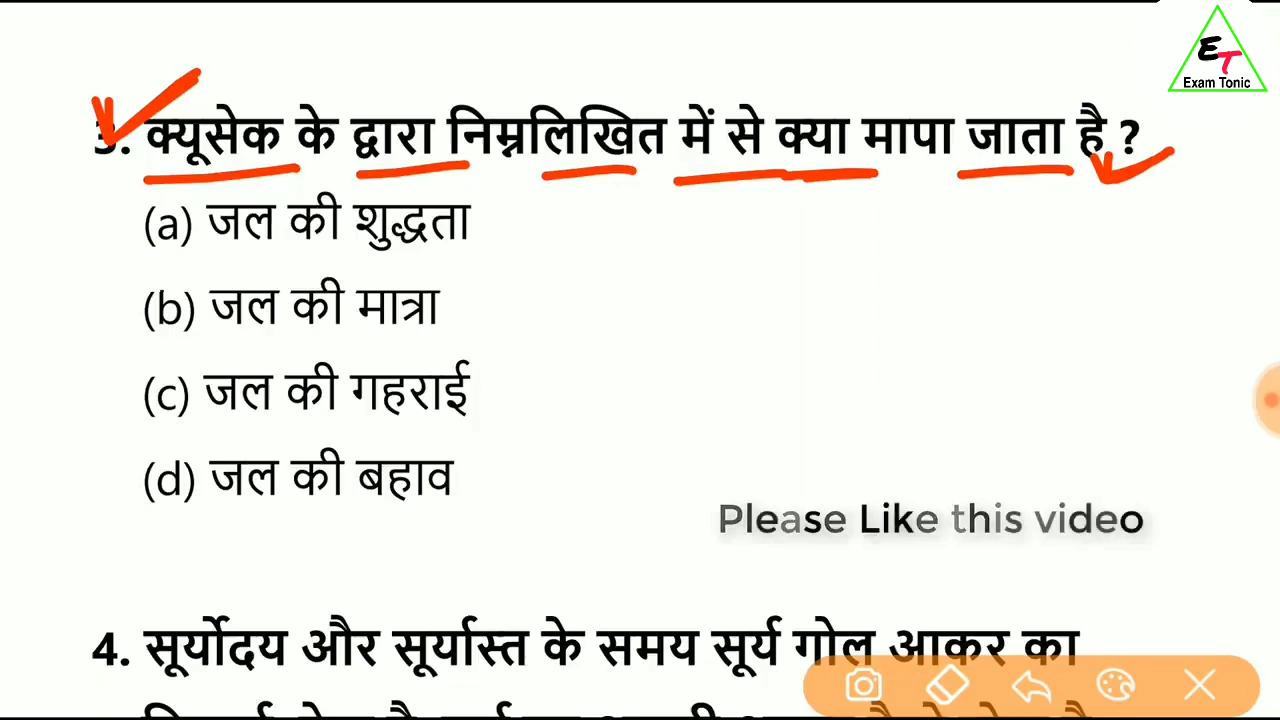 ET
Exam Tonic
3. क्यूसेक के द्वारा निम्नलिखित में से क्या मापा जाता है ?
(a) जल की शुद्धता
(b) जल की मात्रा
(c) जल की गहराई
(d) जल की बहाव
Please Like this video
4. सूर्योदय और सूर्यास्त के समय सूर्य गोल आकर का